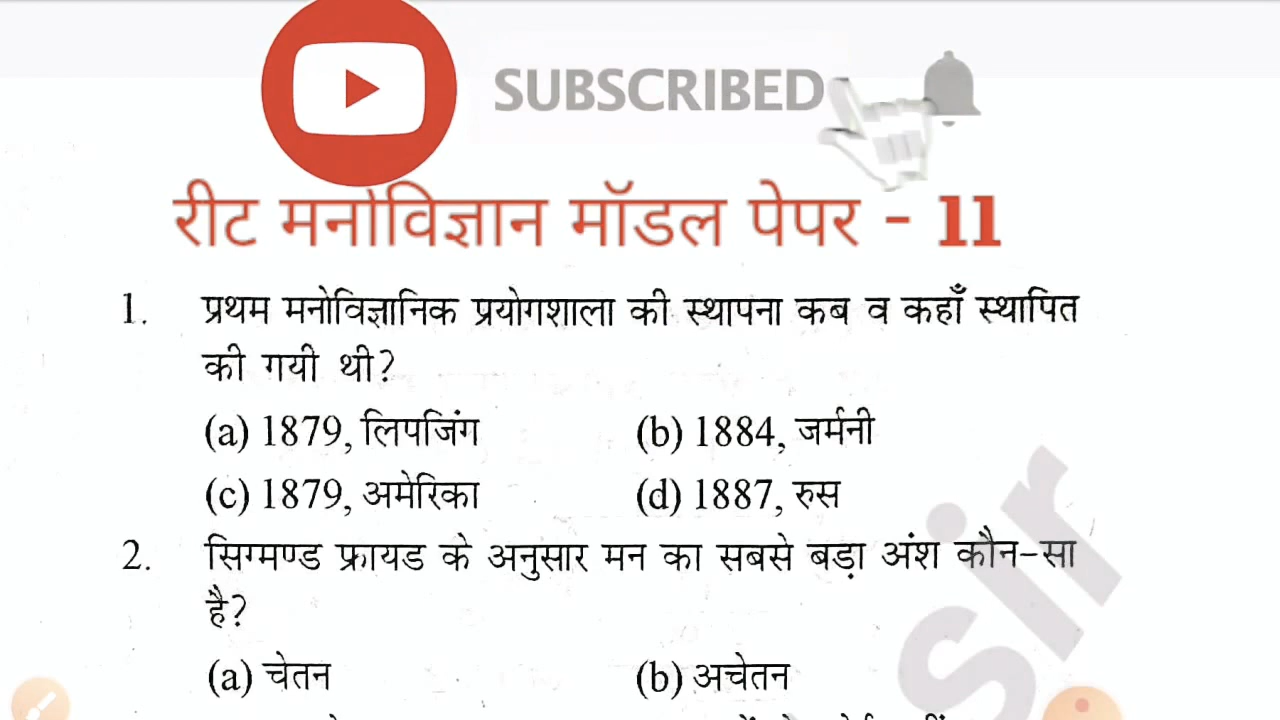 SUBSCRIBED
रीट मनोविज्ञान मॉडल पेपर - 11
1. प्रथम मनोविज्ञानिक प्रयोगशाला की स्थापना कब व कहाँ स्थापित
की गयी थी?
(a) 1879, लिपजिंग (b) 1884, जर्मनी
(c) 1879, अमेरिका (d) 1887, रुस
2. सिग्मण्ड फ्रायड के अनुसार मन का सबसे बड़ा अंश कौन-सा
है?
(a) चेतन (b) अचेतन
sir